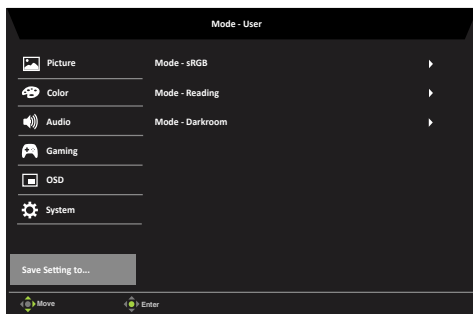 Mode - User
Picture
Mode - sRGB
Color
Mode - Reading
Audio
Mode - Darkroom
Gaming
OSD
System
Save Setting to...
Move
Enter